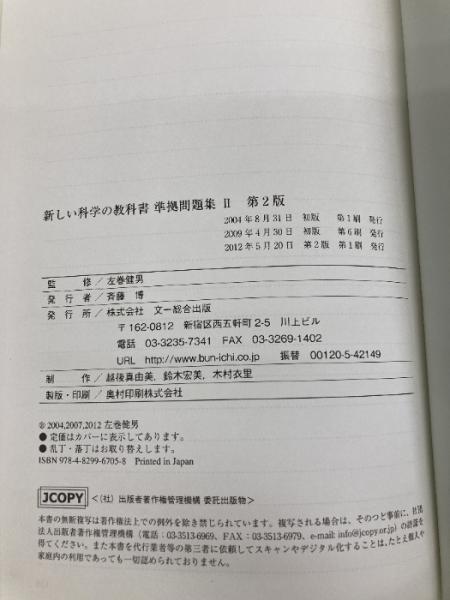 新しい科学の教科書 準拠問題集 Ⅱ 第2版
2004年8月31日 初版 第1刷 発行
2009年4月30日 初版 第6刷 発行
2012年5月20日 第2版 第1刷 発行
監修/左巻健男
発行者/斉藤 博
発行所/株式会社 文一総合出版
〒162-0812 新宿区西五軒町2-5 川上ビル
電話 03-3235-7341 FAX 03-3269-1402
URL http://www.bun-ichi.co.jp 振替 00120-5-42149
制作/越後真由美，鈴木宏美，木村衣里
製版・印刷/奥村印刷株式会社
©2004,2007,2012 左巻健男
●定価はカバーに表示してあります。
●乱丁・落丁はお取り替えします。
ISBN 978-4-8299-6705-8 Printed in Japan
JCOPY <(社)出版者著作権管理機構 委託出版物>
本書の無断複写は著作権法上での例外を除き禁じられています。複写される場合は、そのつど事前に、社団
法人出版者著作権管理機構(電話:03-3513-6969、FAX:03-3513-6979、e-mail:info@jcopy.or.jp)の許諾を
得てください。また本書を代行業者等の第三者に依頼してスキャンやデジタル化することは、たとえ個人や
家庭内の利用であっても一切認められておりません。